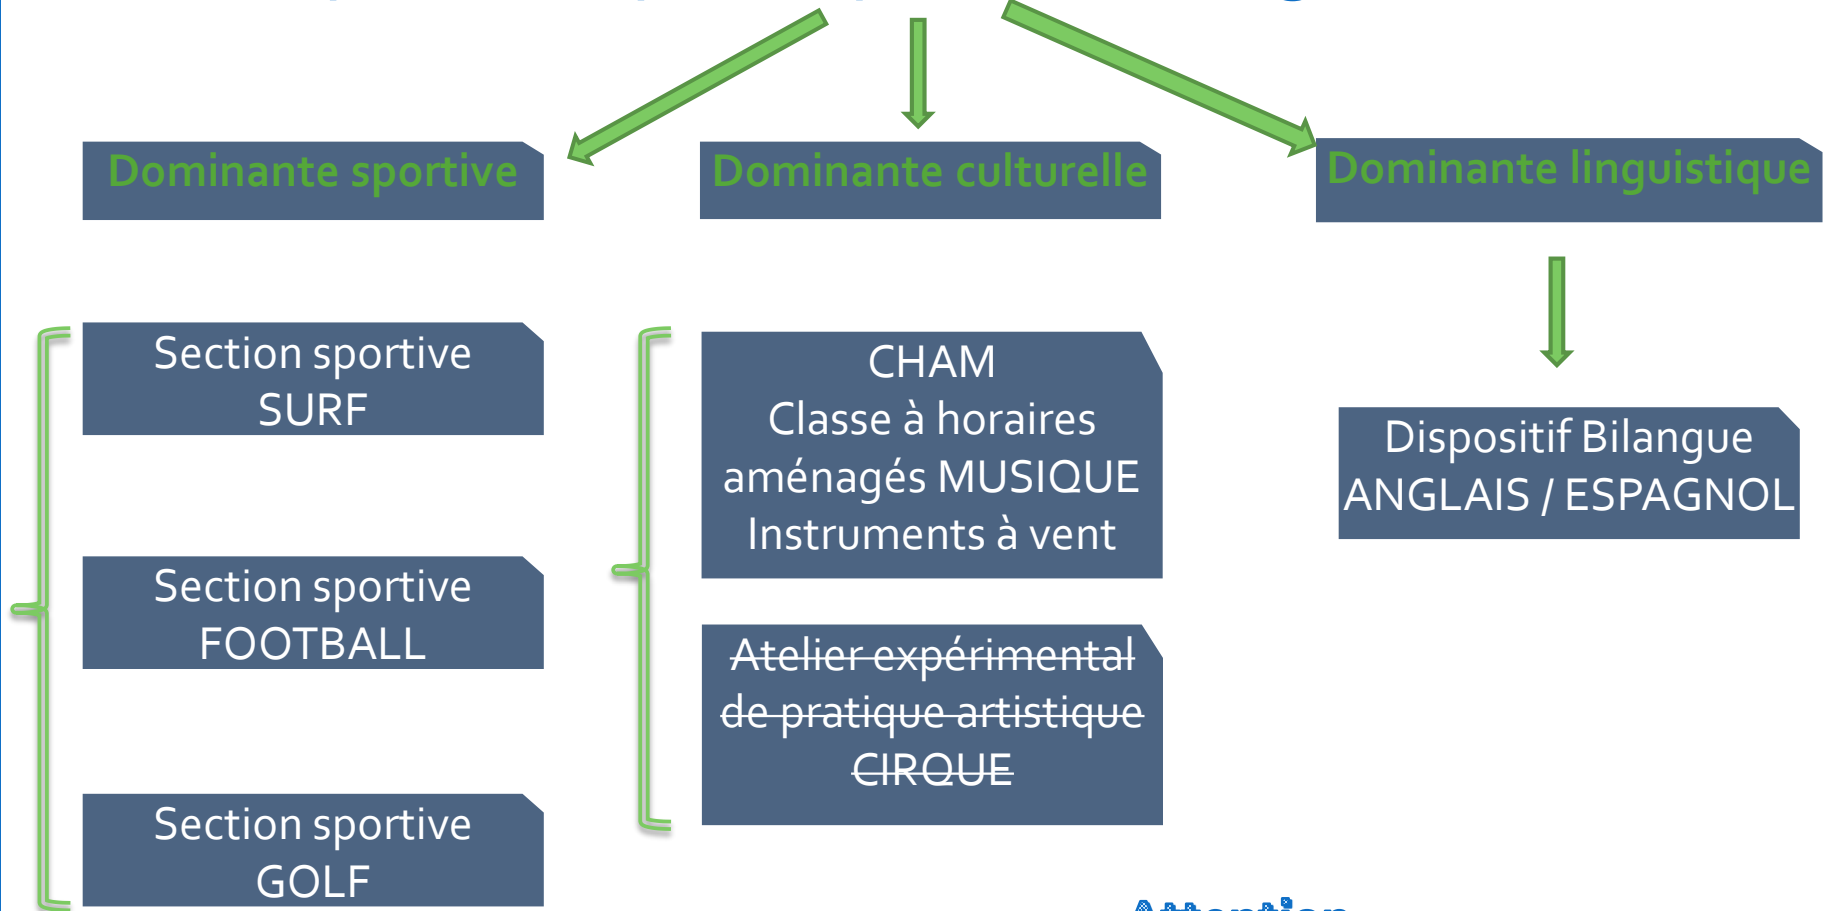 Dominante sportive
Dominante culturelle
Dominante linguistique
Section sportive
SURF
Section sportive
FOOTBALL
Section sportive
GOLF
CHAM
Classe à horaires
aménagés MUSIQUE
Instruments à vent
Atelier expérimental
de pratique artistique
CIRQUE
Dispositif Bilangue
ANGLAIS / ESPAGNOL
Attention